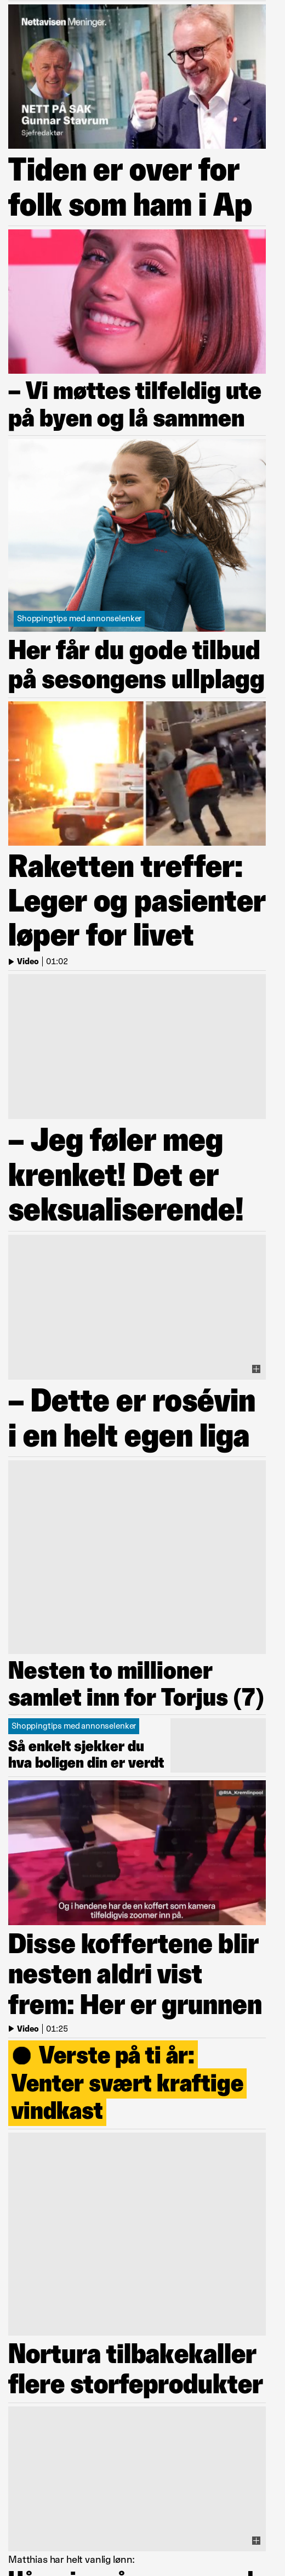 Nettavisen Meninger.
NETT PÅ SAK
Gunnar Stavrum
Sjefredaktør
Tiden er over for
folk som ham i Ap
– Vi møttes tilfeldig ute
på byen og lå sammen
Shoppingtips med annonselenker
Her får du gode tilbud
på sesongens ullplagg
Raketten treffer:
Leger og pasienter
løper for livet
Video | 01:02
– Jeg føler meg
krenket! Det er
seksualiserende!
– Dette er rosévin
i en helt egen liga
Nesten to millioner
samlet inn for Torjus (7)
Shoppingtips med annonselenker
Så enkelt sjekker du
hva boligen din er verdt
@RIA_Kremlinpool
Og i hendene har de en koffert som kamera
tilfeldigvis zoomer inn på.
Disse koffertene blir
nesten aldri vist
frem: Her er grunnen
Video | 01:25
Verste på ti år:
Venter svært kraftige
vindkast
Nortura tilbakekaller
flere storfeprodukter
Matthias har helt vanlig lønn: